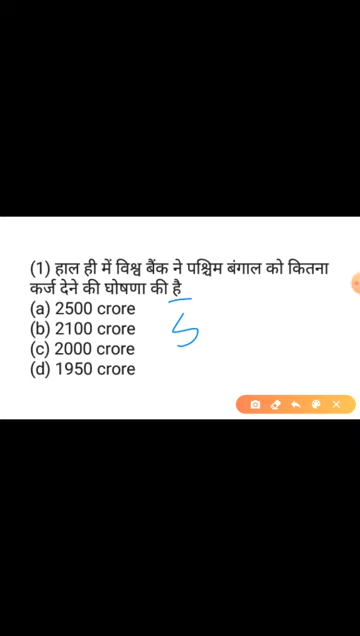 (1) हाल ही में विश्व बैंक ने पश्चिम बंगाल को कितना
कर्ज देने की घोषणा की है
(a) 2500 crore
(b) 2100 crore
(c) 2000 crore
(d) 1950 crore